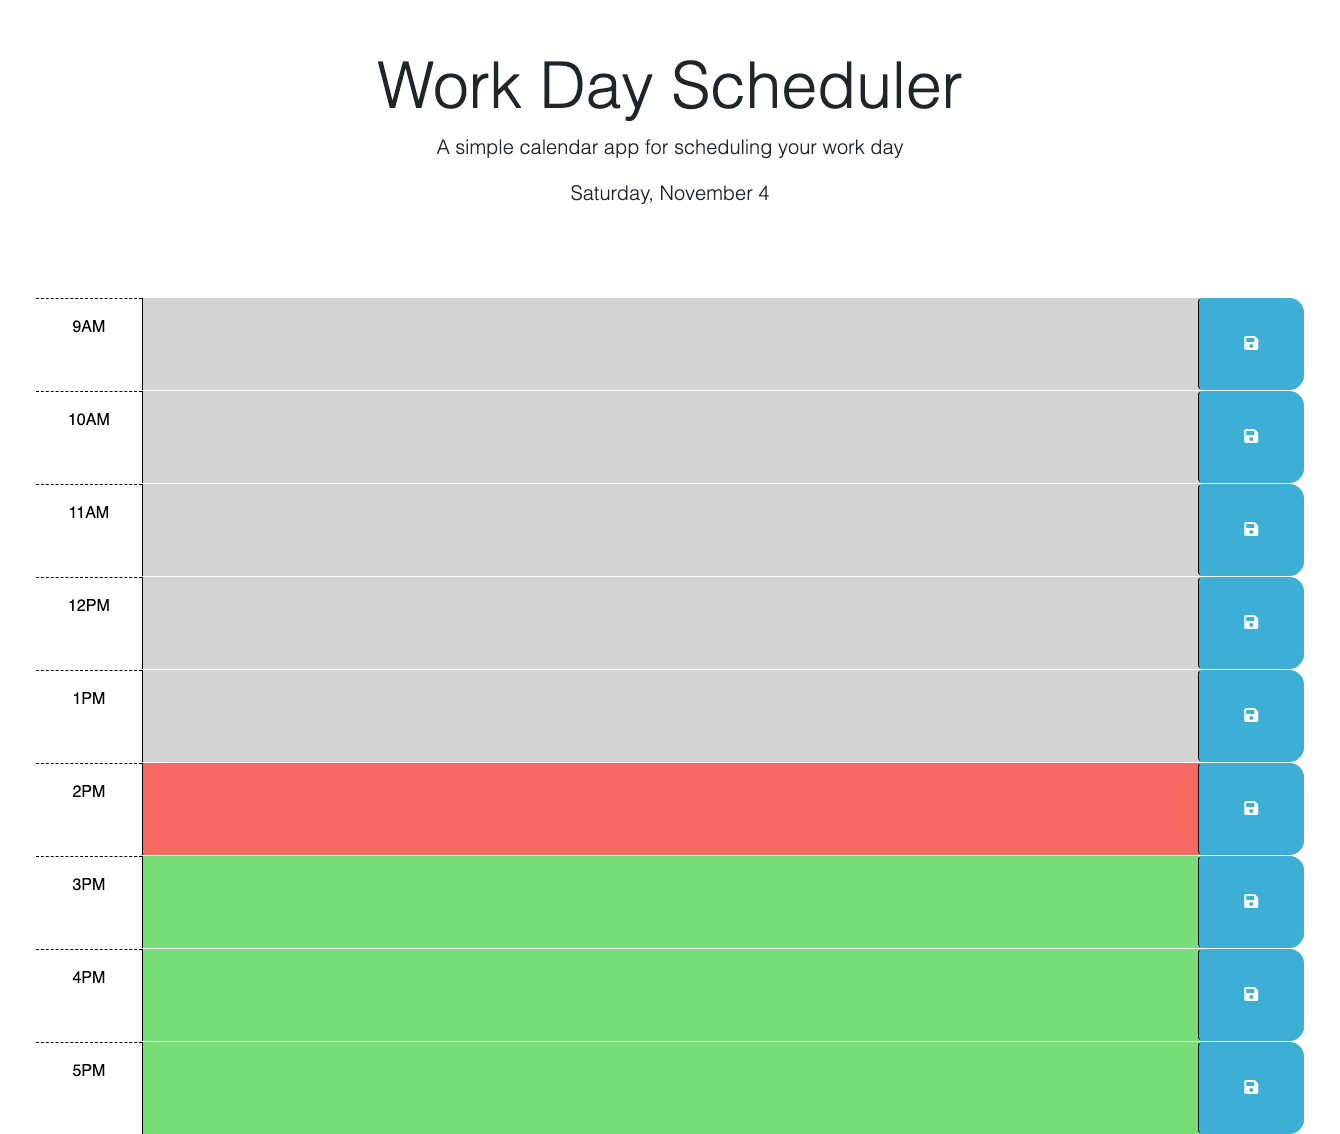 Work Day Scheduler
A simple calendar app for scheduling your work day
Saturday, November 4
9AM
10AM
11AM
12PM
1PM
2PM
3PM
4PM
5PM